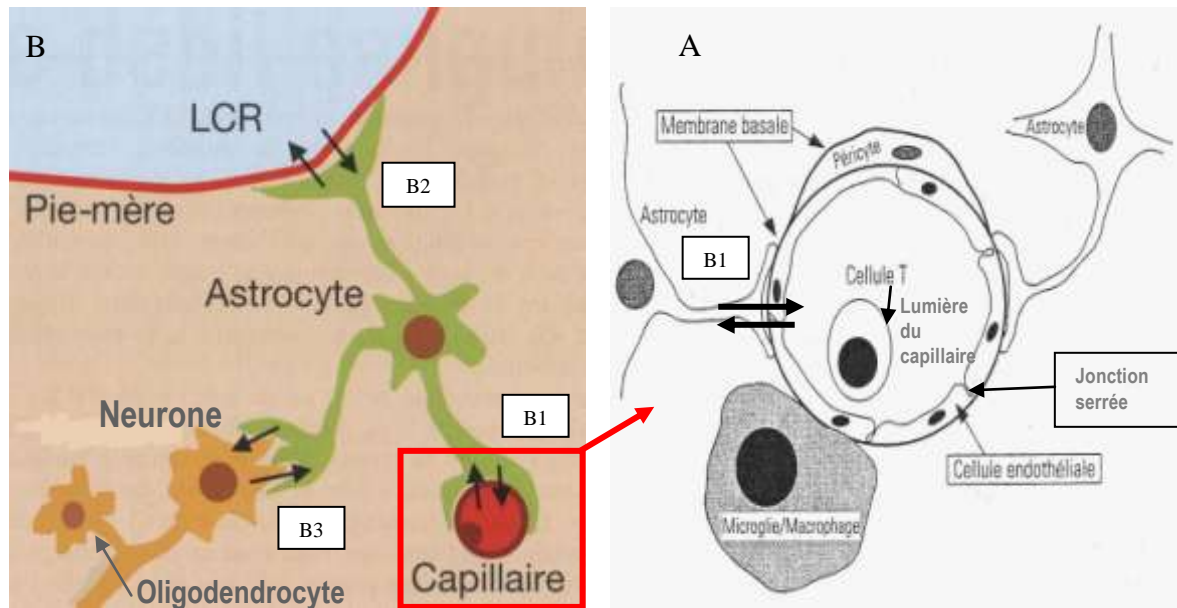 B
LCR
B2
Pie-mère
Astrocyte
Neurone
B1
B3
Capillaire
Oligodendrocyte
A
Membrane basale
Péricyte
Astrocyte
Astrocyte
B1
Cellule T
Lumière
du
capillaire
Jonction
serrée
Cellule endothéliale
Microglie/Macrophage